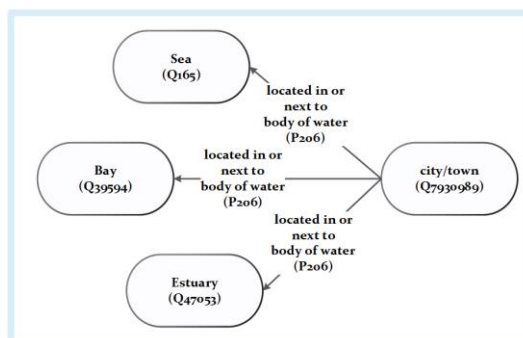 Sea
(Q165)
located in or
next to
body of water
(P206)
Bay
(Q39594)
located in or
next to
body of water
(P206)
city/town
(Q7930989)
located in or
next to
body of water
(P206)
Estuary
(Q47053)